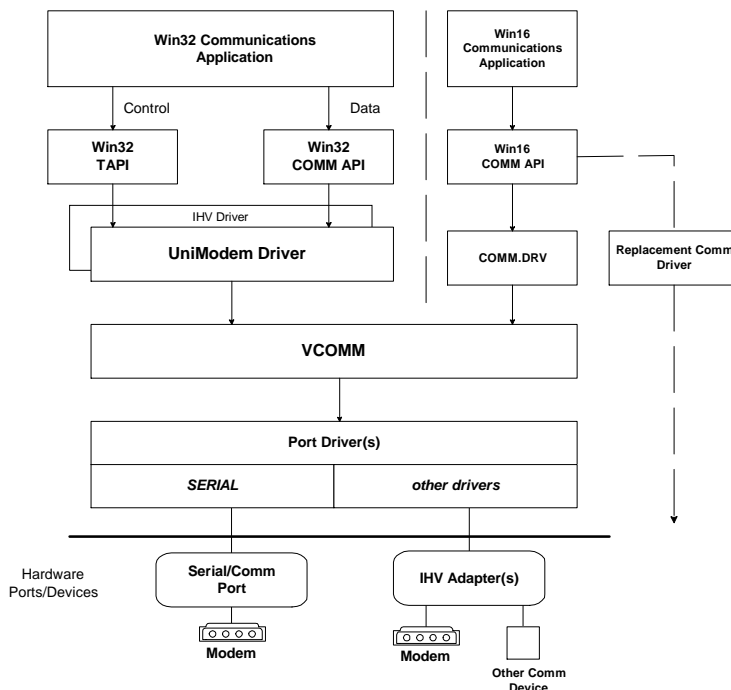 Win32 Communications
Application
Win16
Communications
Application
Control
Data
Win32
TAPI
Win32
COMM API
Win16
COMM API
IHV Driver
UniModem Driver
COMM.DRV
Replacement Comm
Driver
VCOMM
Port Driver(s)
SERIAL
other drivers
Hardware
Ports/Devices
Serial/Comm
Port
IHV Adapter(s)
Modem
Modem
Other Comm
Device